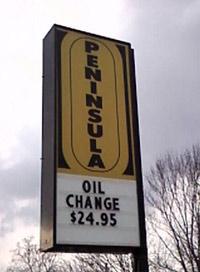 PENINSULA
OIL
CHANGE
$24.95